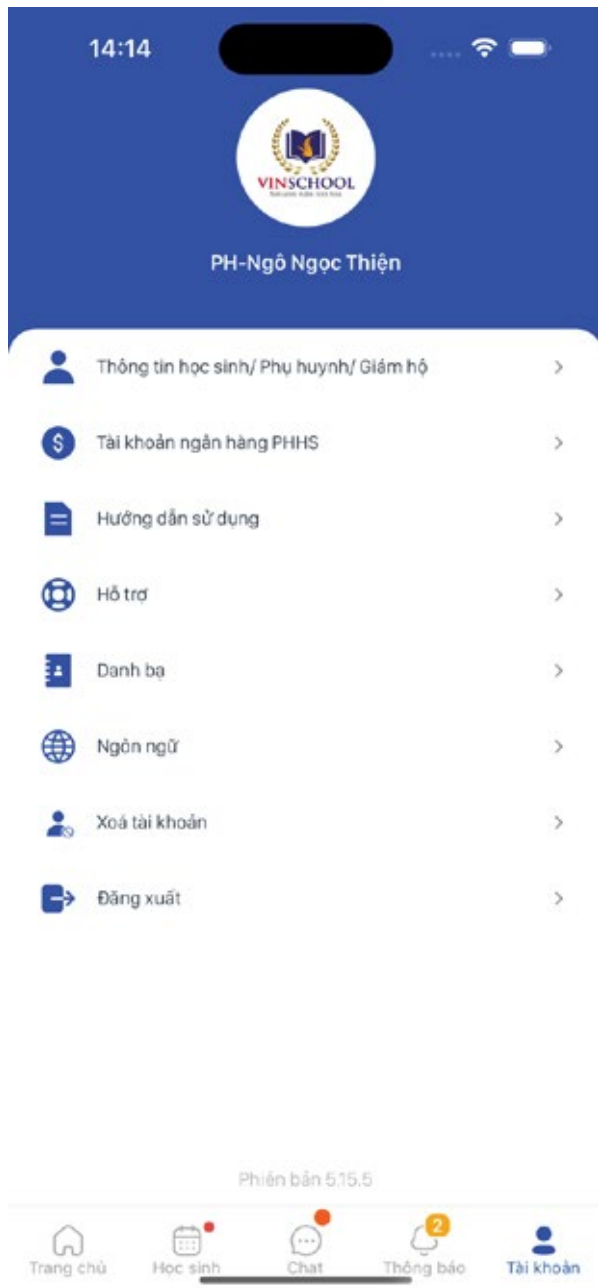 14:14
VINSCHOOL
PH-Ngô Ngọc Thiện
Thông tin học sinh/ Phụ huynh/ Giám hộ
Tài khoản ngân hàng PHHS
Hướng dẫn sử dụng
Hỗ trợ
Danh bạ
Ngôn ngữ
Xoá tài khoản
Đăng xuất
Phiên bản 5.15.5
2
Trang chủ
Học sinh
Chat
Thông báo
Tài khoản